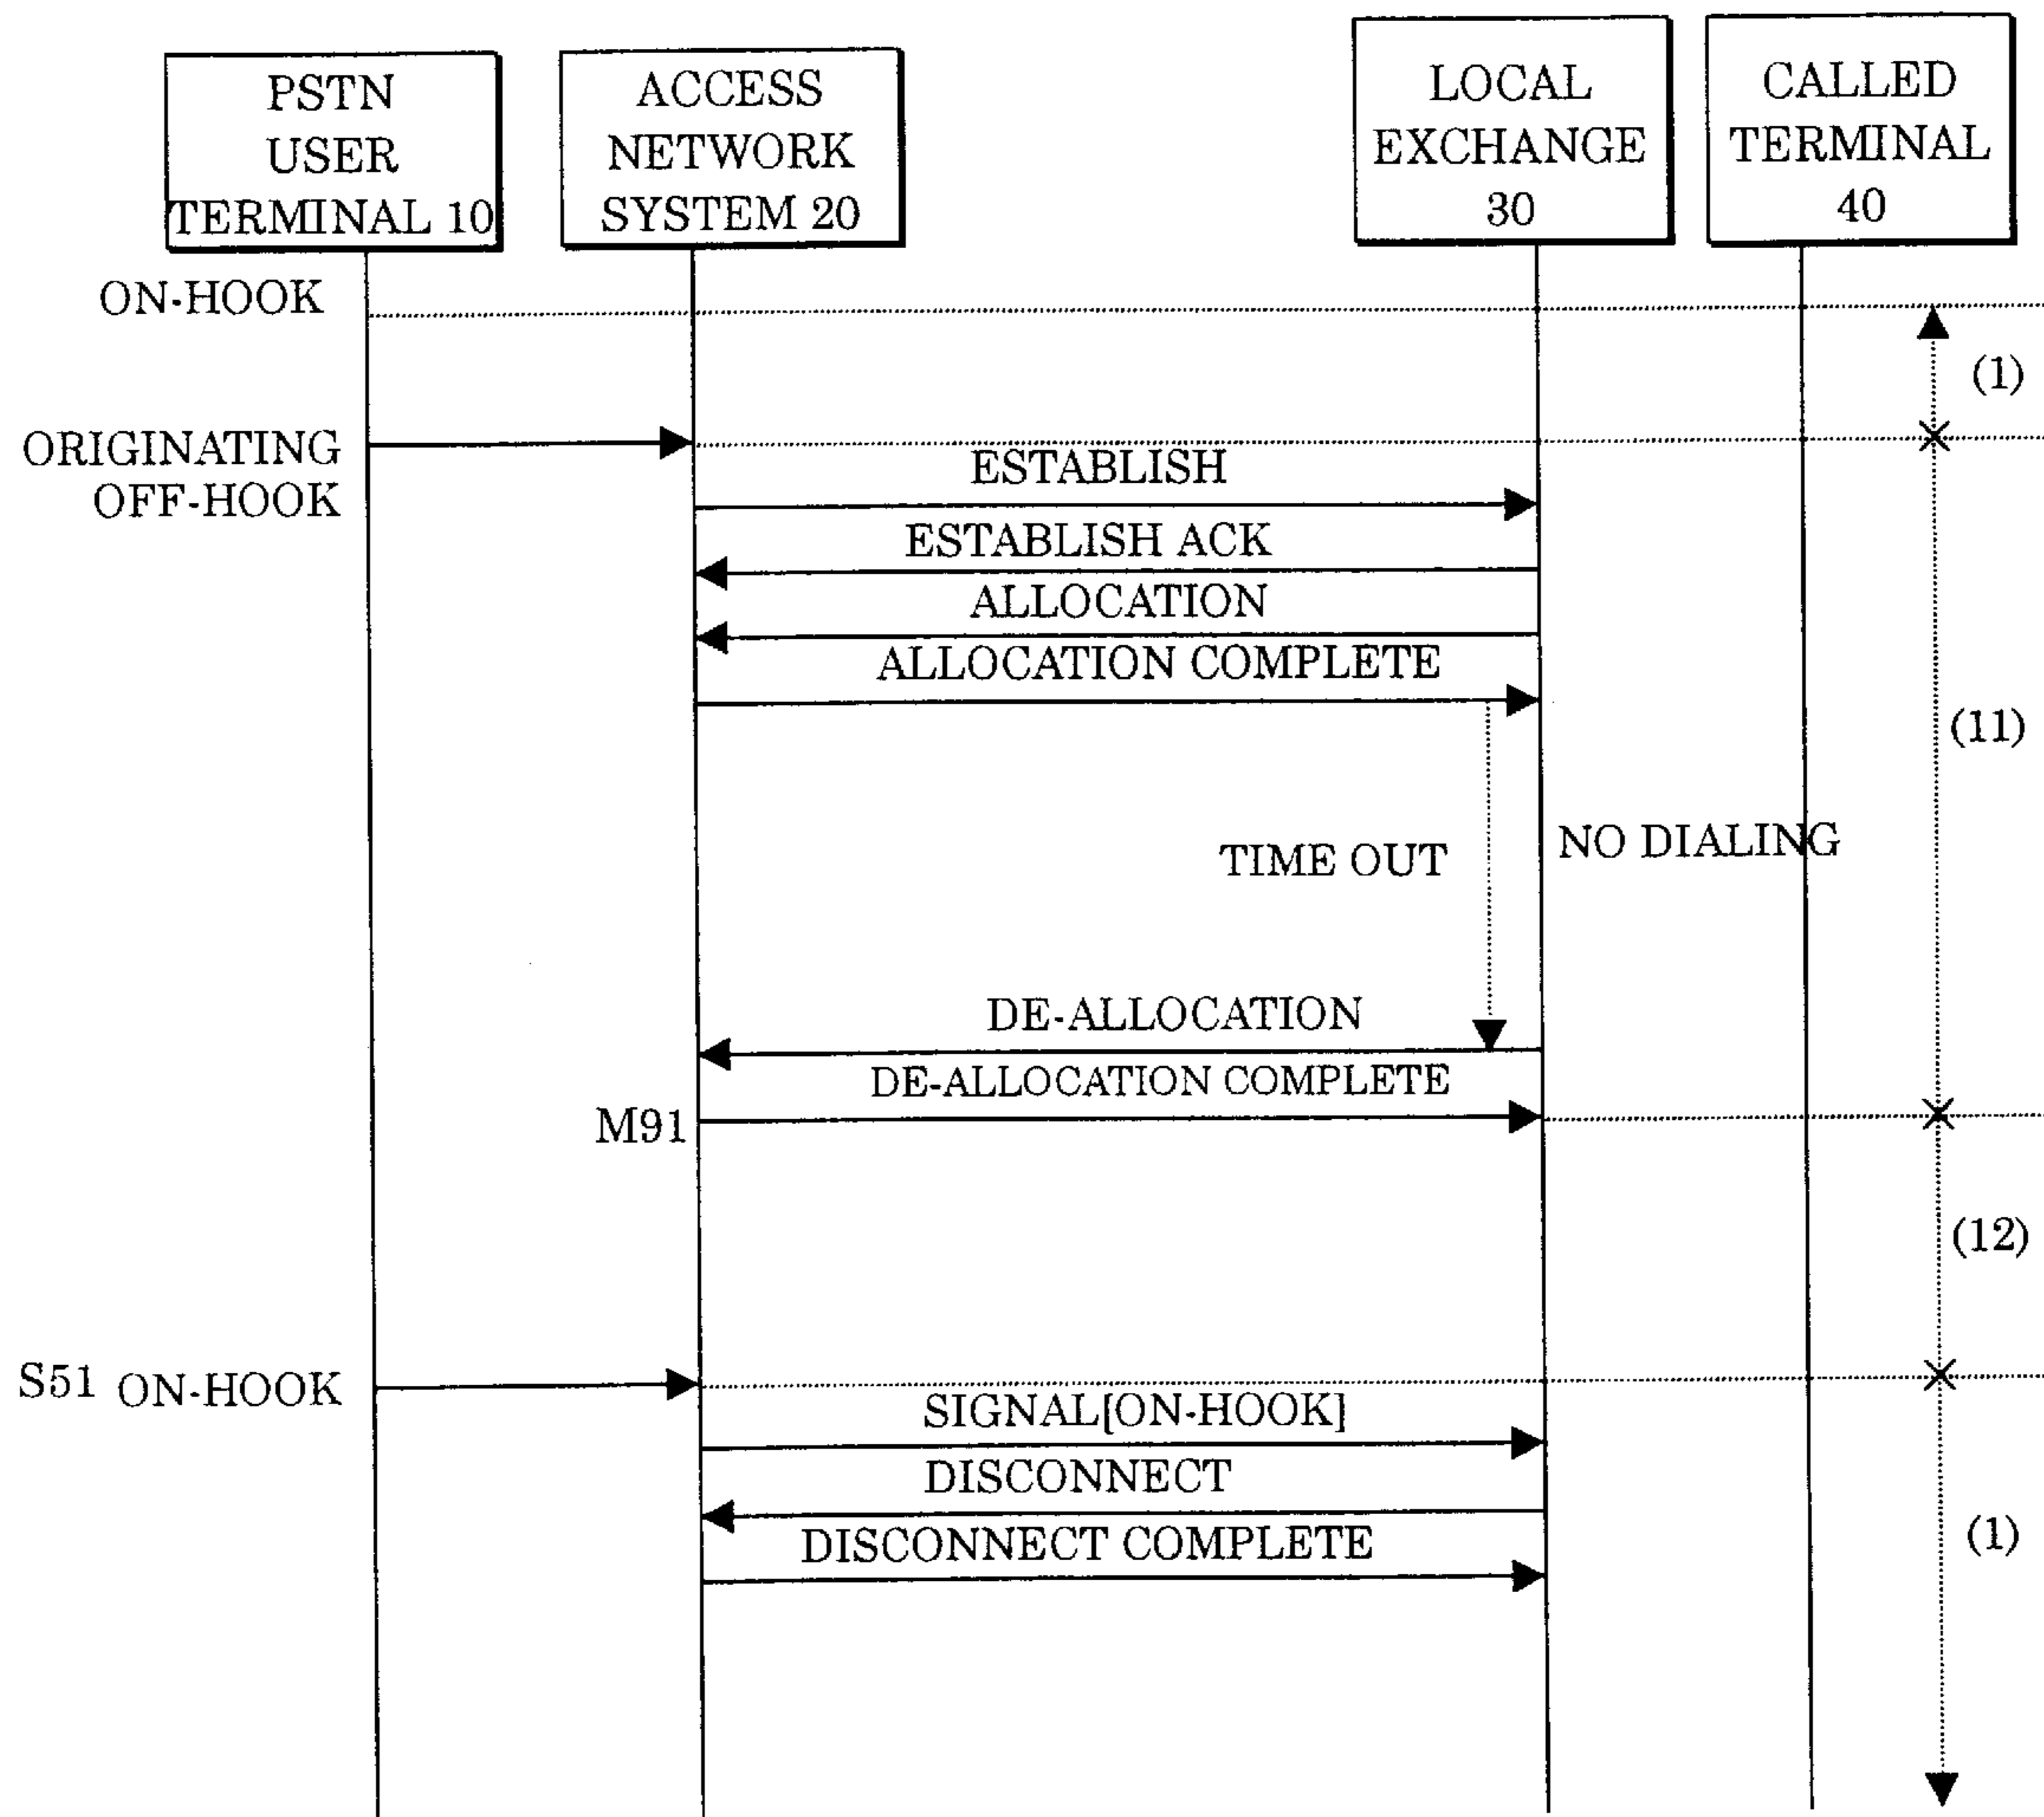 PSTN
USER
TERMINAL 10
ACCESS
NETWORK
SYSTEM 20
LOCAL
EXCHANGE
30
CALLED
TERMINAL
40
ON-HOOK
(1)
ORIGINATING
OFF-HOOK
ESTABLISH
ESTABLISH ACK
ALLOCATION
ALLOCATION COMPLETE
(11)
TIME OUT
NO DIALING
DE-ALLOCATION
DE-ALLOCATION COMPLETE
M91
(12)
S51 ON-HOOK
SIGNAL[ON-HOOK]
DISCONNECT
DISCONNECT COMPLETE
(1)